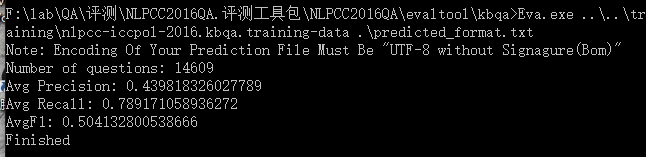 F:\lab\QA\评测\NLPCC2016QA.评测工具包\NLPCC2016QA\evaltool\kbqa>Eva.exe ..\..\tr
aining\nlpcc-iccpol-2016.kbqa.training-data .\predicted_format.txt
Note: Encoding Of Your Prediction File Must Be "UTF-8 without Signagure(Bom)"
Number of questions: 14609
Avg Precision: 0.439818326027789
Avg Recall: 0.789171058936272
AvgF1: 0.504132800538666
Finished